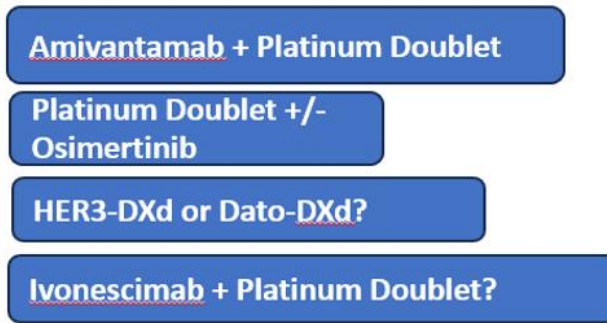 Amivantamab + Platinum Doublet
Platinum Doublet +/-
Osimertinib
HER3-DXd or Dato-DXd?
Ivonescimab + Platinum Doublet?